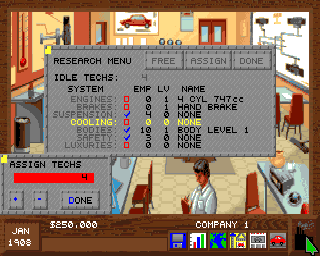 RESEARCH MENU FREE ASSIGN DONE
IDLE TECHS: 4
SYSTEM EMP LV NAME
ENGINES: 0 1 4 CYL 747cc
BRAKES: 0 1 HAND BRAKE
SUSPENSION: 4 0 NONE
COOLING: 0 0 NONE
BODIES: 10 1 BODY LEVEL 1
SAFETY: 3 0 NONE
LUXURIES: 0 0 NONE
ASSIGN TECHS
4
DONE
JAN
1908
$250.000
COMPANY 1